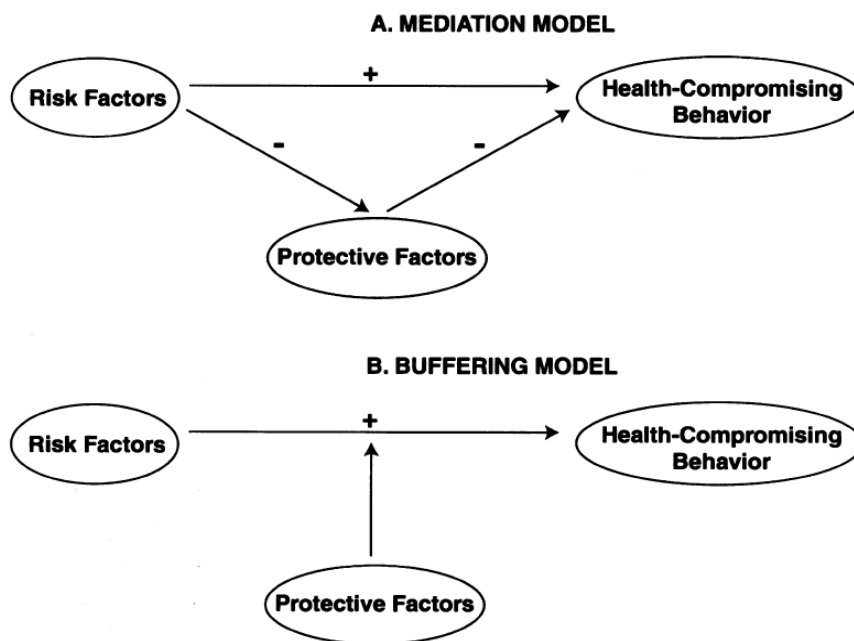 A. MEDIATION MODEL
+
Risk Factors
Health-Compromising
Behavior
-
-
Protective Factors
B. BUFFERING MODEL
+
Risk Factors
Health-Compromising
Behavior
Protective Factors